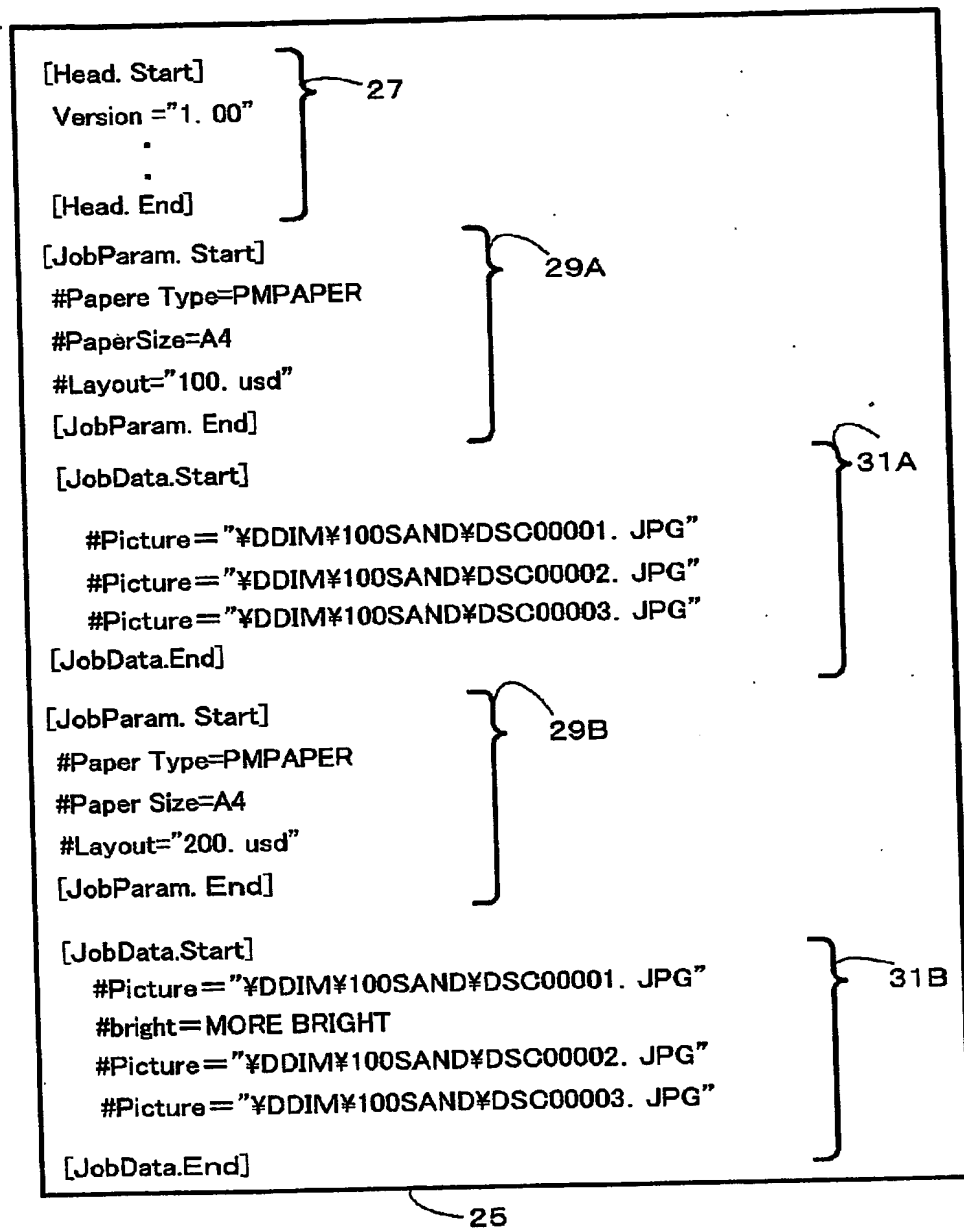 [Head. Start]
27
Version ="1. 00"
[Head. End]
[JobParam. Start]
29A
#Papere Type=PMPAPER
#PaperSize=A4
#Layout="100. usd"
[JobParam. End]
31A
[JobData.Start]
#Picture="¥DDIM¥100SAND¥DSC00001. JPG"
#Picture="¥DDIM¥100SAND¥DSC00002. JPG"
#Picture="¥DDIM¥100SAND¥DSC00003. JPG"
[JobData.End]
[JobParam. Start]
29B
#Paper Type=PMPAPER
#Paper Size=A4
#Layout="200. usd"
[JobParam. End]
[JobData.Start]
31B
#Picture="¥DDIM¥100SAND¥DSC00001. JPG"
#bright=MORE BRIGHT
#Picture="¥DDIM¥100SAND¥DSC00002. JPG"
#Picture="¥DDIM¥100SAND¥DSC00003. JPG"
[JobData.End]
25